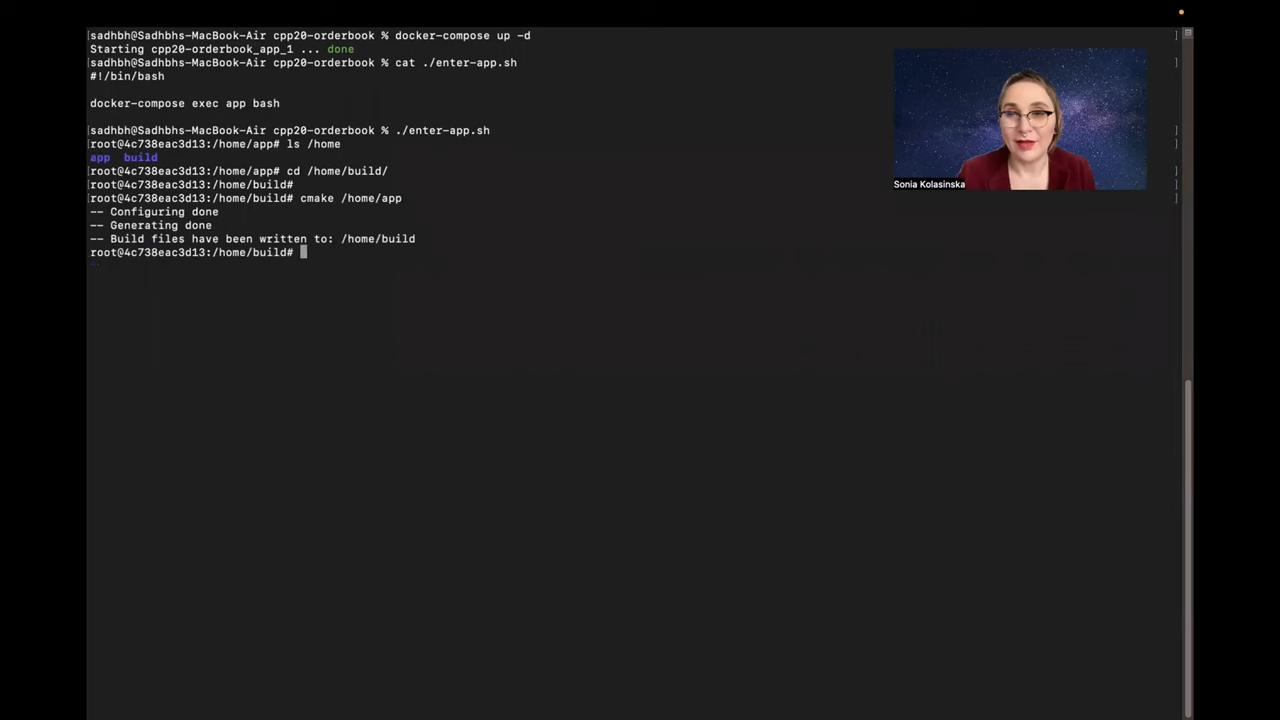 sadhbh@Sadhbhs-MacBook-Air cpp20-orderbook % docker-compose up -d
Starting cpp20-orderbook_app_1 ... done
sadhbh@Sadhbhs-MacBook-Air cpp20-orderbook % cat ./enter-app.sh
#!/bin/bash
docker-compose exec app bash
sadhbh@Sadhbhs-MacBook-Air cpp20-orderbook % ./enter-app.sh
root@4c738eac3d13:/home/app# ls /home
app build
root@4c738eac3d13:/home/app# cd /home/build/
root@4c738eac3d13:/home/build#
root@4c738eac3d13:/home/build# cmake /home/app
-- Configuring done
-- Generating done
-- Build files have been written to: /home/build
root@4c738eac3d13:/home/build#
Sonia Kolasinska